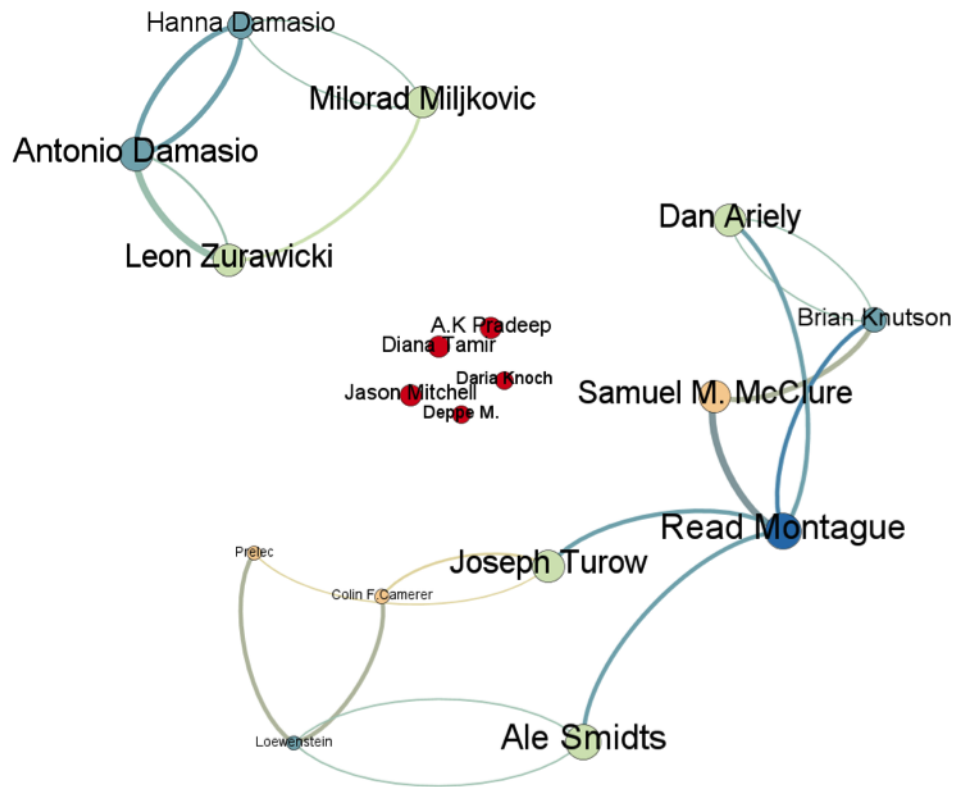 Hanna Damasio
Milorad Miljkovic
Antonio Damasio
Dan Ariely
Leon Zurawicki
Brian Knutson
A.K Pradeep
Diana Tamir
Daria Knoch
Jason Mitchell
Samuel M. McClure
Deppe M.
Read Montague
Prelec
Joseph Turow
Colin F.Camerer
Ale Smidts
Loewenstein